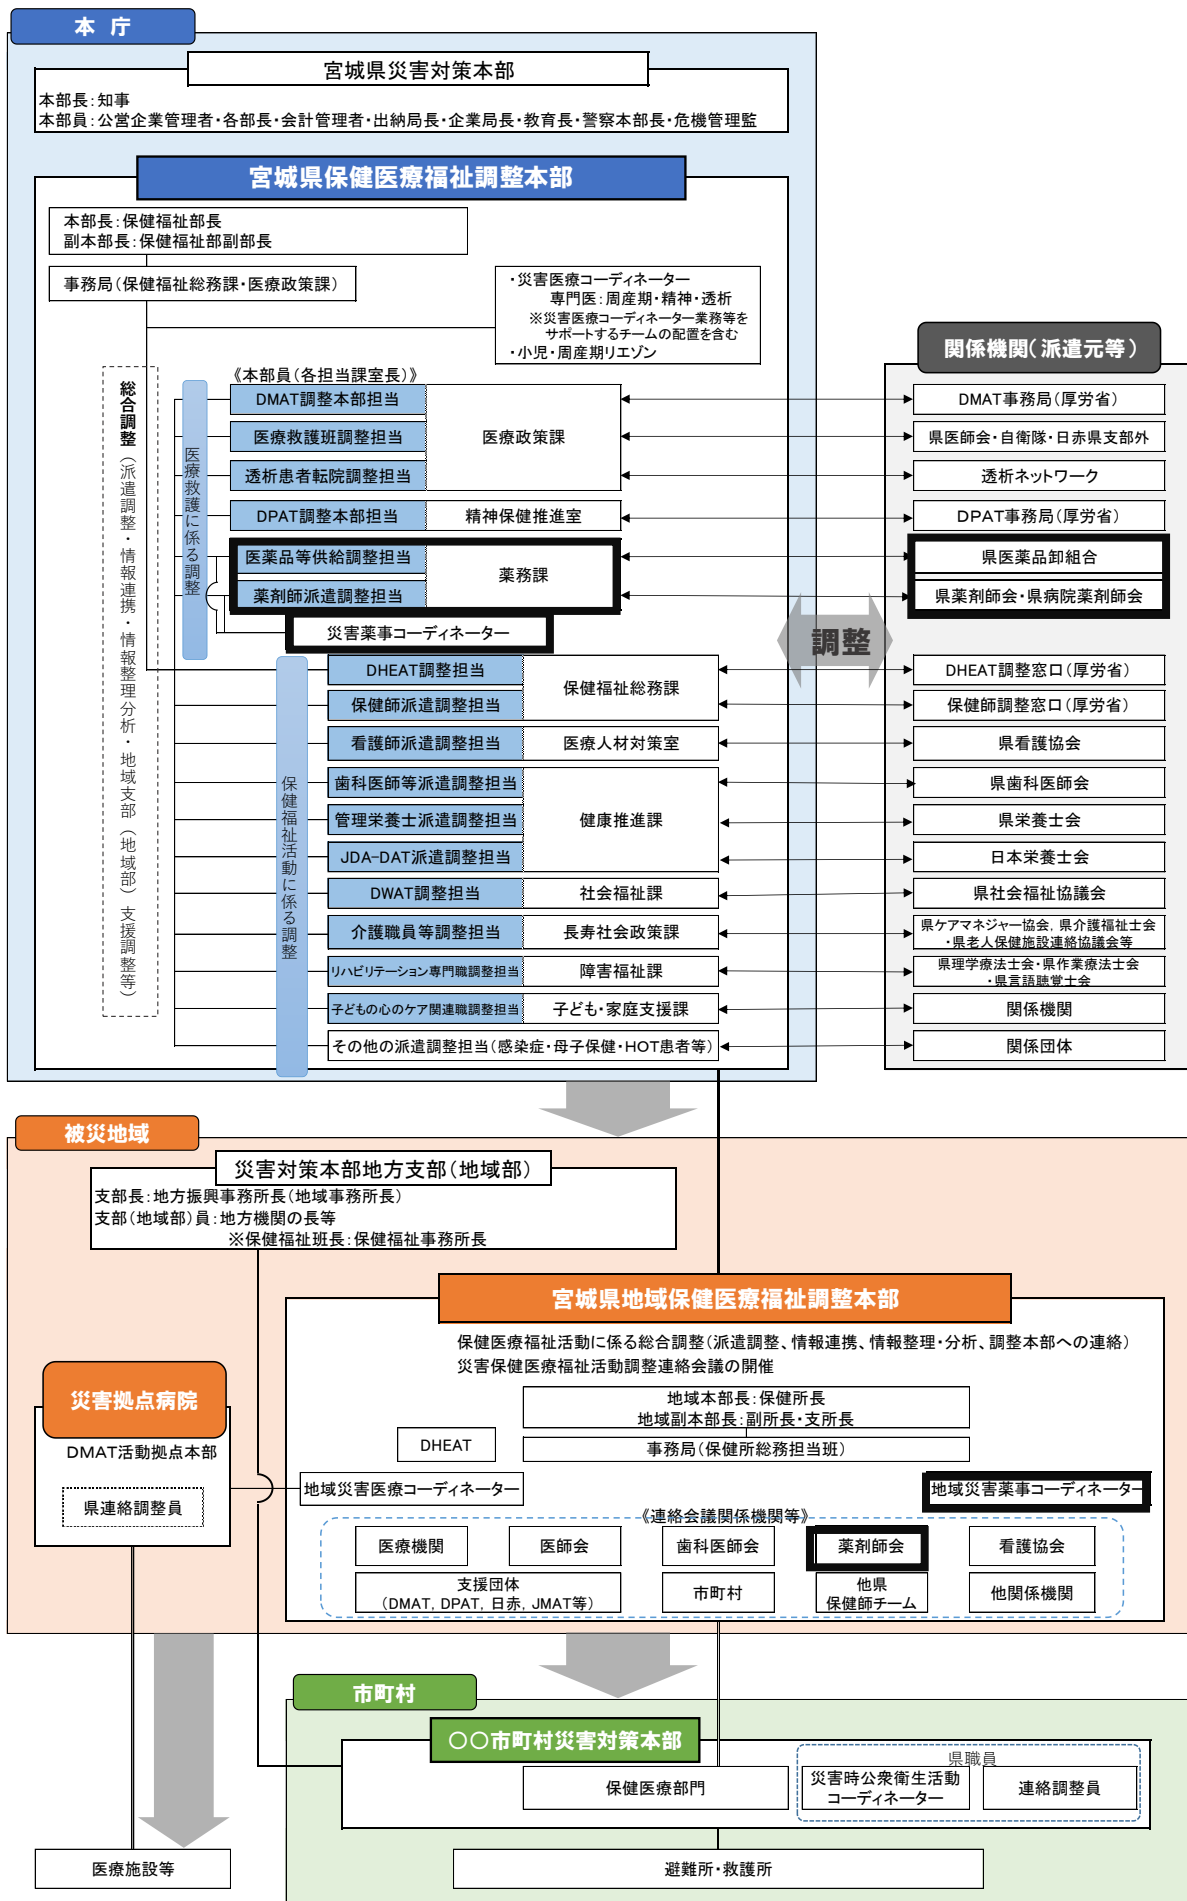 本 庁
宮城県災害対策本部
本部長：知事
本部員：公営企業管理者・各部長・会計管理者・出納局長・企業局長・教育長・警察本部長・危機管理監
宮城県保健医療福祉調整本部
本部長：保健福祉部長
副本部長：保健福祉部副部長
事務局（保健福祉総務課・医療政策課）
・災害医療コーディネーター
専門医：周産期・精神・透析
※災害医療コーディネーター業務等を
サポートするチームの配置を含む
・小児・周産期リエゾン
関係機関（派遣元等）
総合調整（派遣調整・情報連携・情報整理分析・地域支部（地域部）支援調整等）
医療救護に係る調整
《本部員（各担当課室長）》
DMAT調整本部担当
医療救護班調整担当
透析患者転院調整担当
医療政策課
DMAT事務局（厚労省）
県医師会・自衛隊・日赤県支部外
透析ネットワーク
DPAT調整本部担当
精神保健推進室
DPAT事務局（厚労省）
医薬品等供給調整担当
薬剤師派遣調整担当
薬務課
県医薬品卸組合
県薬剤師会・県病院薬剤師会
災害薬事コーディネーター
調整
保健福祉活動に係る調整
DHEAT調整担当
保健師派遣調整担当
保健福祉総務課
DHEAT調整窓口（厚労省）
保健師調整窓口（厚労省）
看護師派遣調整担当
医療人材対策室
県看護協会
歯科医師等派遣調整担当
管理栄養士派遣調整担当
JDA-DAT派遣調整担当
健康推進課
県歯科医師会
県栄養士会
日本栄養士会
DWAT調整担当
社会福祉課
県社会福祉協議会
介護職員等調整担当
長寿社会政策課
県ケアマネジャー協会，県介護福祉士会
・県老人保健施設連絡協議会等
リハビリテーション専門職調整担当
障害福祉課
県理学療法士会・県作業療法士会
・県言語聴覚士会
子どもの心のケア関連職調整担当
子ども・家庭支援課
関係機関
その他の派遣調整担当（感染症・母子保健・HOT患者等）
関係団体
被災地域
災害対策本部地方支部（地域部）
支部長：地方振興事務所長（地域事務所長）
支部（地域部）員：地方機関の長等
※保健福祉班長：保健福祉事務所長
宮城県地域保健医療福祉調整本部
保健医療福祉活動に係る総合調整（派遣調整、情報連携、情報整理・分析、調整本部への連絡）
災害保健医療福祉活動調整連絡会議の開催
地域本部長：保健所長
地域副本部長：副所長・支所長
DHEAT
事務局（保健所総務担当班）
災害拠点病院
DMAT活動拠点本部
県連絡調整員
地域災害医療コーディネーター
地域災害薬事コーディネーター
《連絡会議関係機関等》
医療機関
医師会
歯科医師会
薬剤師会
看護協会
支援団体
（DMAT，DPAT，日赤，JMAT等）
市町村
他県
保健師チーム
他関係機関
市町村
〇〇市町村災害対策本部
保健医療部門
県職員
災害時公衆衛生活動
コーディネーター
連絡調整員
医療施設等
避難所・救護所